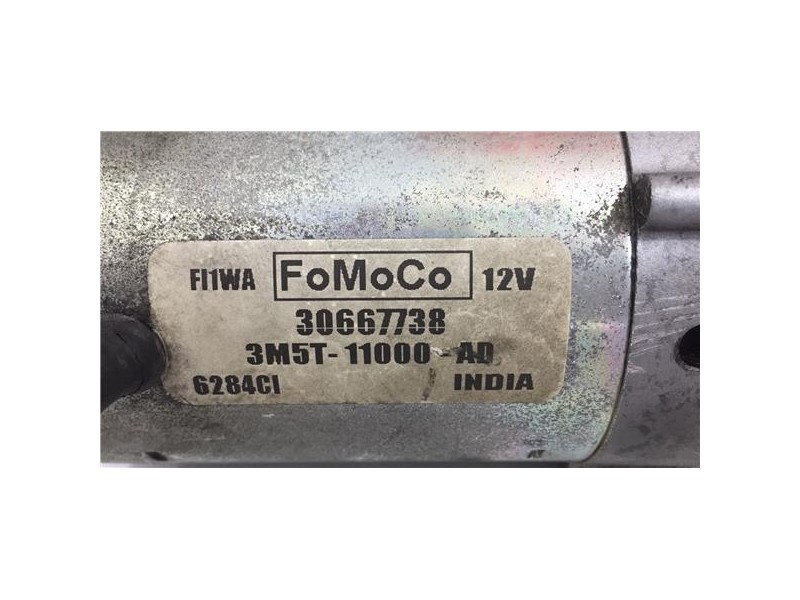 FI1WA FoMoCo 12V
30667738
3M5T-11000-AD
6284CI INDIA